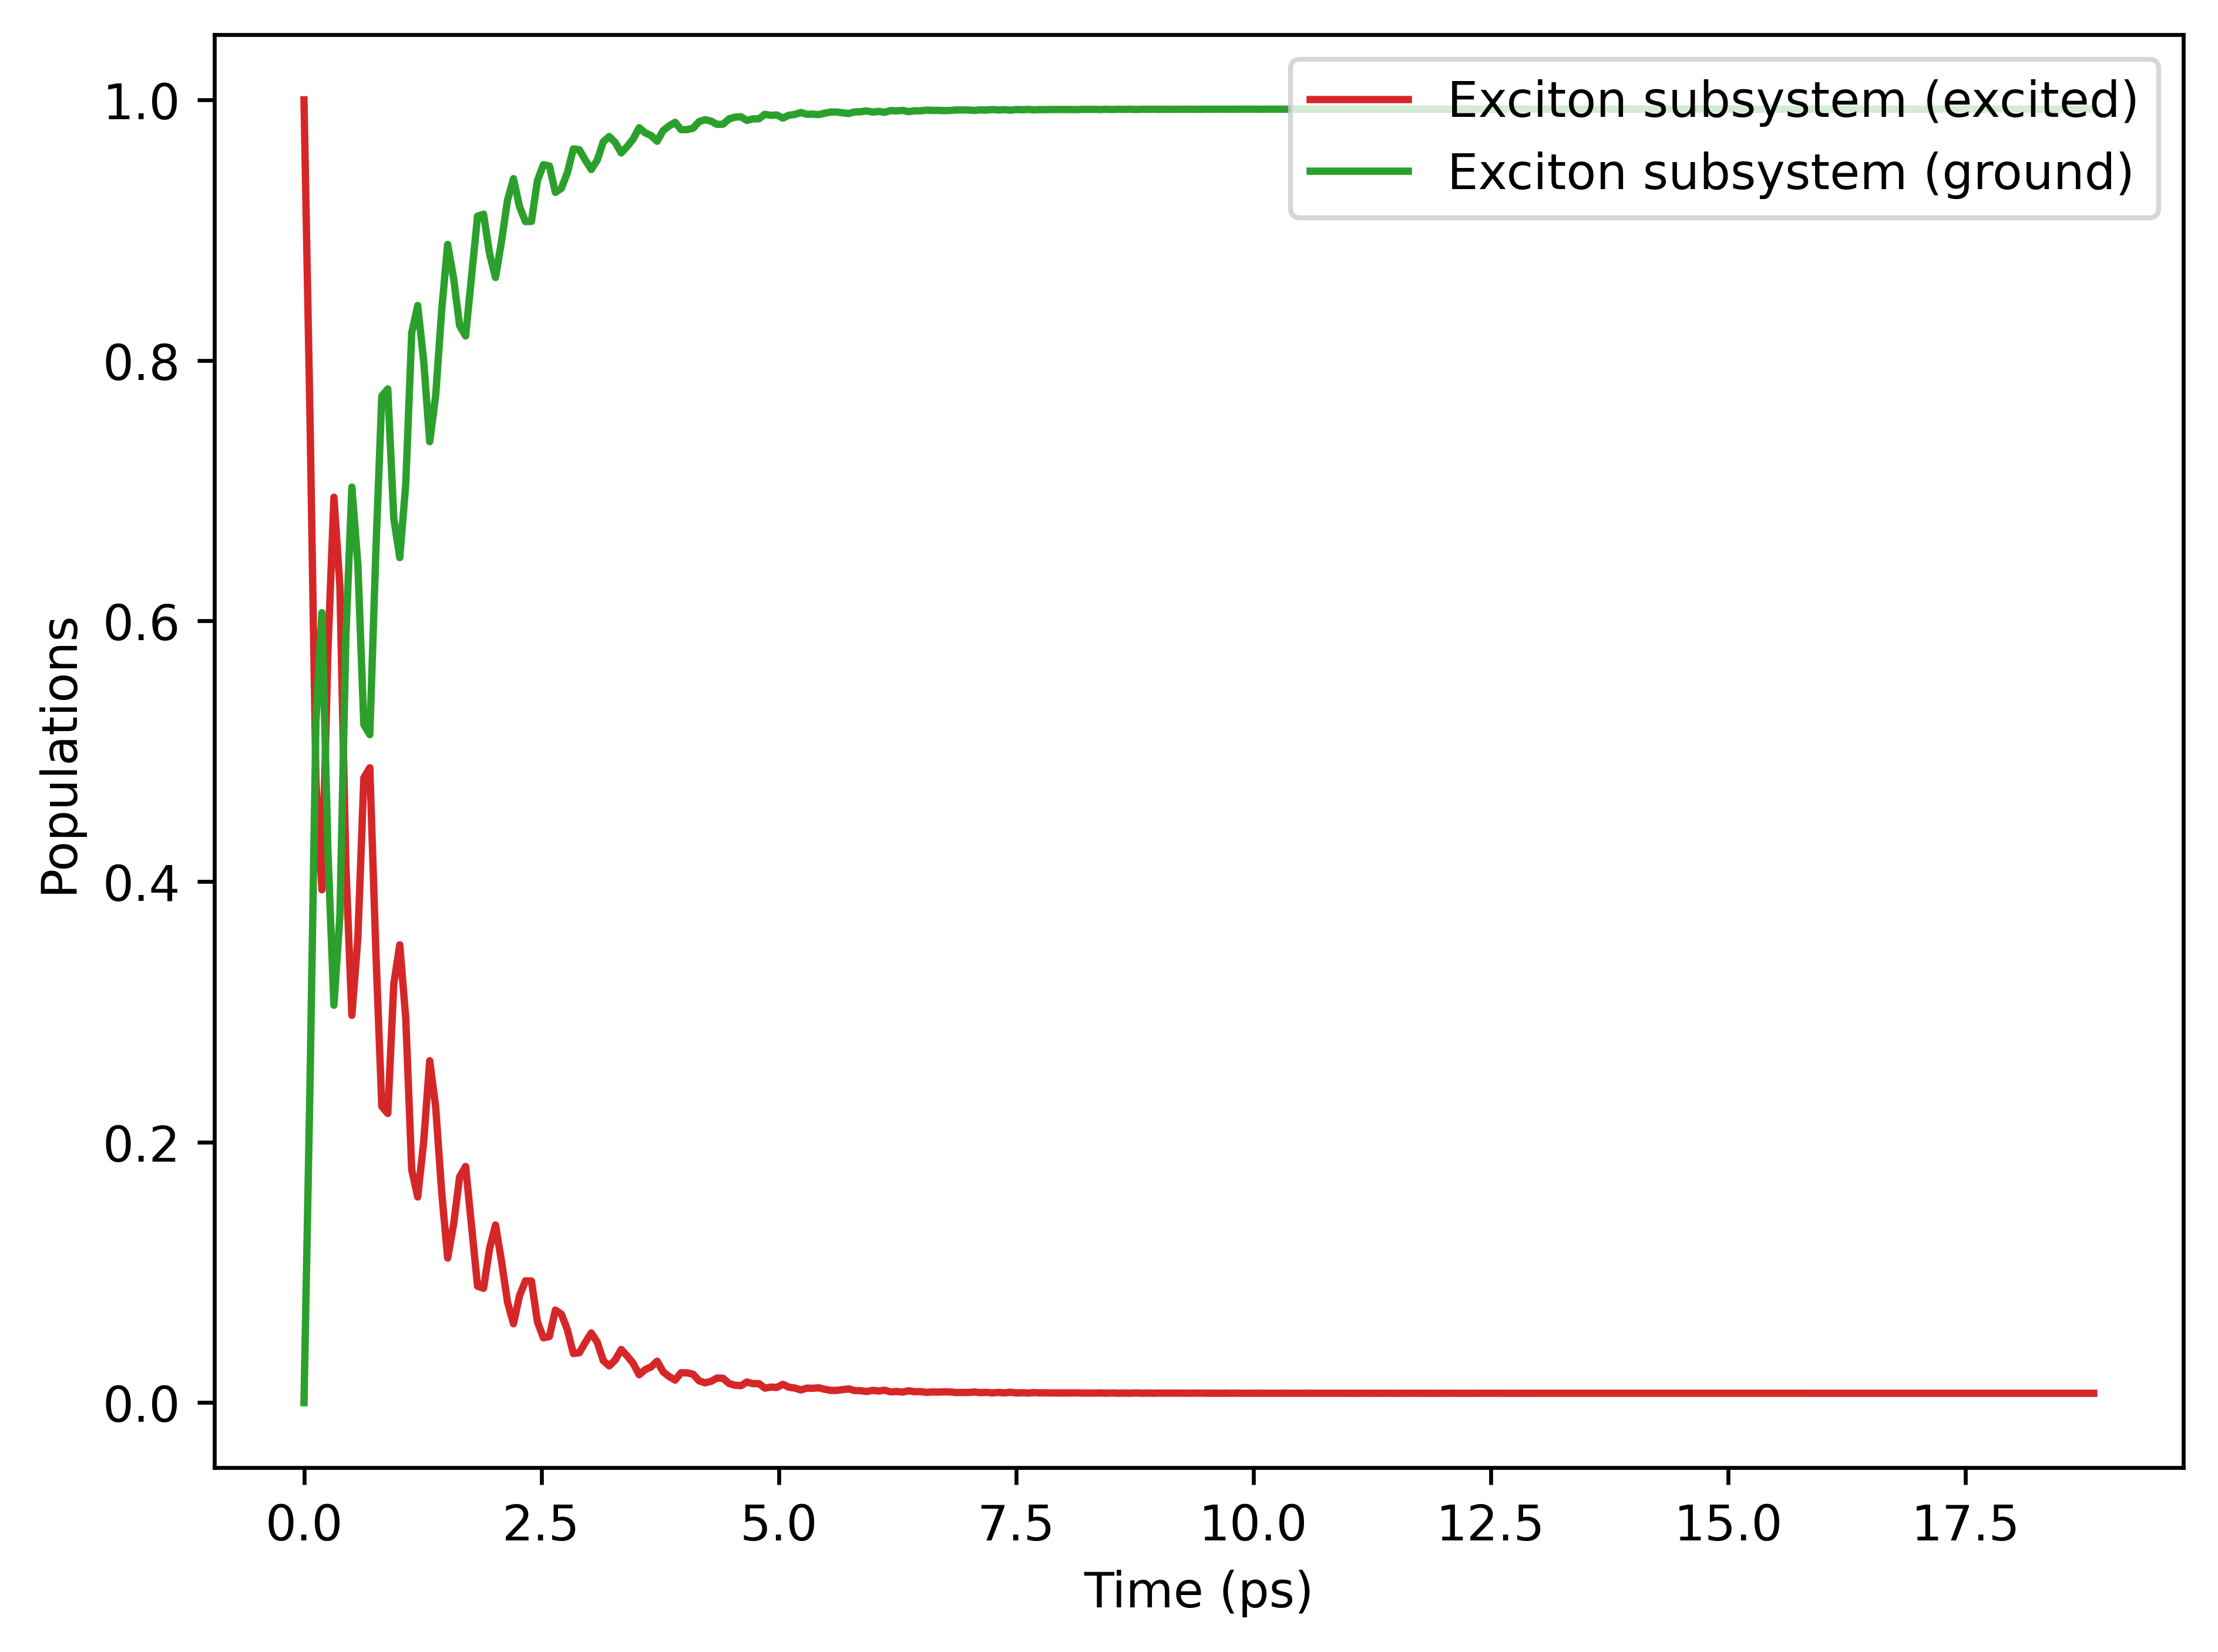 Exciton subsystem (excited)
Exciton subsystem (ground)
1.0
0.8
0.6
0.4
0.2
0.0
Populations
0.0 2.5 5.0 7.5 10.0 12.5 15.0 17.5
Time (ps)